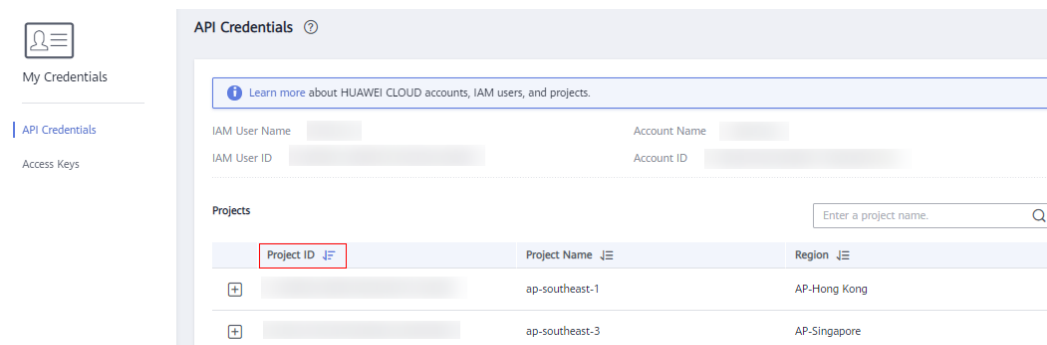 API Credentials ?
My Credentials
Learn more about HUAWEI CLOUD accounts, IAM users, and projects.
API Credentials
IAM User Name Account Name
Access Keys
IAM User ID Account ID
Projects
Enter a project name.
Project ID Project Name Region
ap-southeast-1 AP-Hong Kong
ap-southeast-3 AP-Singapore